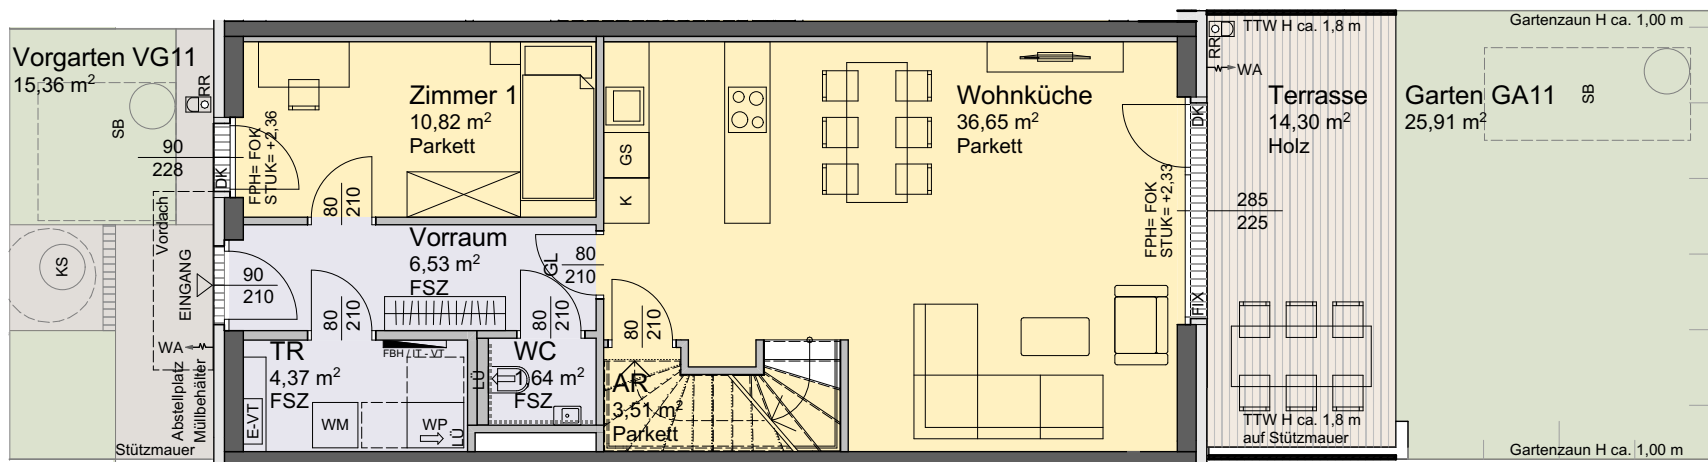 Vorgarten VG11
15,36 m²
SB
RR
90
228
DK
FPH= FOK
STUK= +2,36
Zimmer 1
10,82 m²
Parkett
80
210
GS
K
Wohnküche
36,65 m²
Parkett
FPH= FOK
STUK= +2,33
DK
FIX
285
225
TTW H ca. 1,8 m
RR
WA
Terrasse
14,30 m²
Holz
Garten GA11
25,91 m²
SB
Gartenzaun H ca. 1,00 m
KS
Vordach
EINGANG
90
210
Vorraum
6,53 m²
FSZ
GL
80
210
80
210
80
210
80
210
WA
Abstellplatz
Müllbehälter
Stützmauer
TR
4,37 m²
FSZ
FBH / IT - VT
E-VT
WM
WP
LÜ
LÜ
WC
1,64 m²
FSZ
AR
3,51 m²
Parkett
TTW H ca. 1,8 m
auf Stützmauer
Gartenzaun H ca. 1,00 m